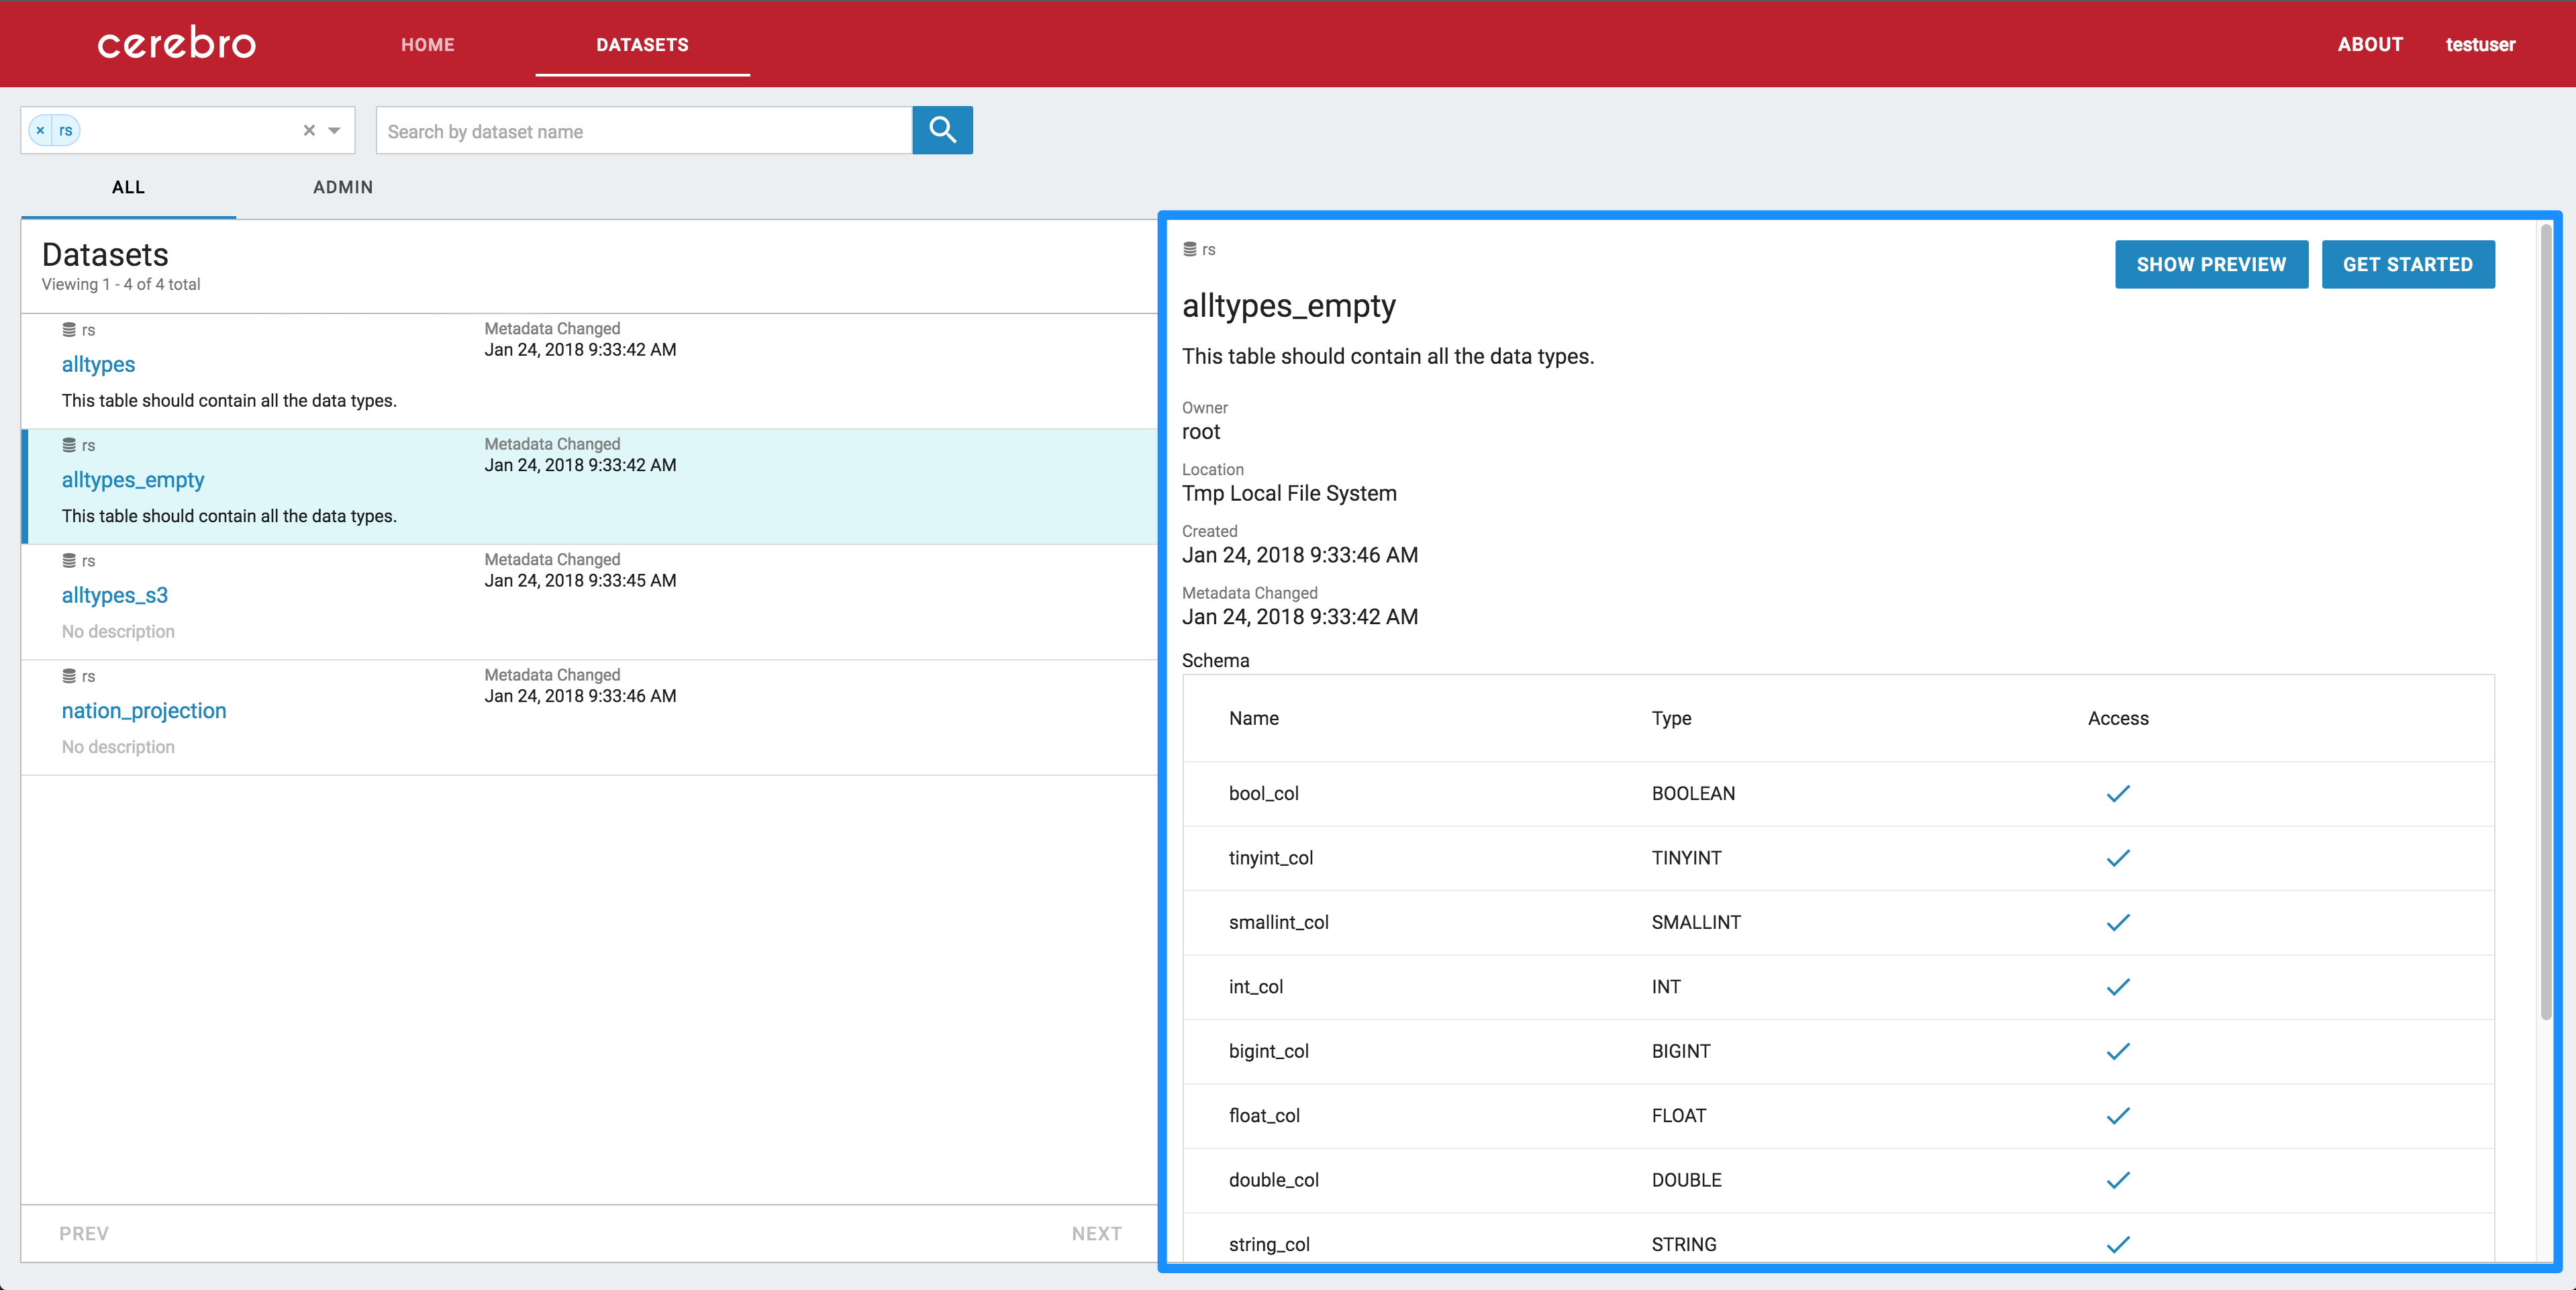 cerebro HOME DATASETS ABOUT testuser
× rs × Search by dataset name
ALL ADMIN
Datasets
Viewing 1 - 4 of 4 total
rs Metadata Changed
Jan 24, 2018 9:33:42 AM
alltypes
This table should contain all the data types.
rs Metadata Changed
Jan 24, 2018 9:33:42 AM
alltypes_empty
This table should contain all the data types.
rs Metadata Changed
Jan 24, 2018 9:33:45 AM
alltypes_s3
No description
rs Metadata Changed
Jan 24, 2018 9:33:46 AM
nation_projection
No description
PREV NEXT
rs
SHOW PREVIEW GET STARTED
alltypes_empty
This table should contain all the data types.
Owner
root
Location
Tmp Local File System
Created
Jan 24, 2018 9:33:46 AM
Metadata Changed
Jan 24, 2018 9:33:42 AM
Schema
Name Type Access
bool_col BOOLEAN
tinyint_col TINYINT
smallint_col SMALLINT
int_col INT
bigint_col BIGINT
float_col FLOAT
double_col DOUBLE
string_col STRING